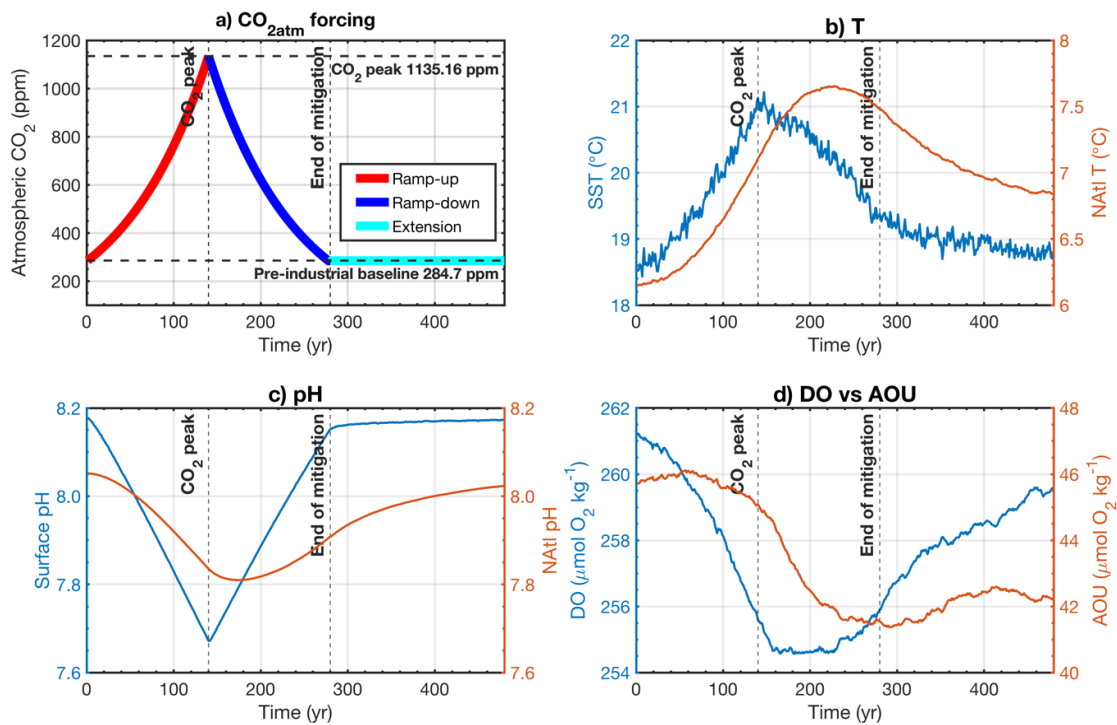 a) CO2atm forcing
1200
1000
800
600
400
200
Atmospheric CO2 (ppm)
CO2 peak
End of mitigation
CO2 peak 1135.16 ppm
Ramp-up
Ramp-down
Extension
Pre-industrial baseline 284.7 ppm
0 100 200 300 400
Time (yr)
b) T
22
21
20
19
18
SST (°C)
CO2 peak
End of mitigation
8
7.5
7
6.5
6
NAtl T (°C)
0 100 200 300 400
Time (yr)
c) pH
8.2
8.0
7.8
7.6
Surface pH
CO2 peak
End of mitigation
8.2
8.0
7.8
7.6
NAtl pH
0 100 200 300 400
Time (yr)
d) DO vs AOU
262
260
258
256
254
DO (μmol O2 kg-1)
CO2 peak
End of mitigation
48
46
44
42
40
AOU (μmol O2 kg-1)
0 100 200 300 400
Time (yr)